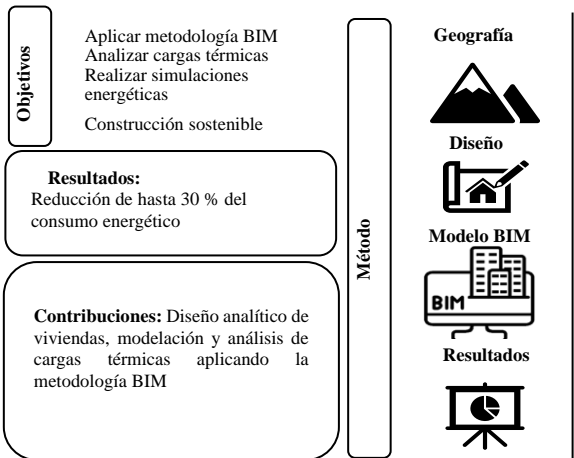 Objetivos
Aplicar metodología BIM
Analizar cargas térmicas
Realizar simulaciones
energéticas
Construcción sostenible
Resultados:
Reducción de hasta 30 % del
consumo energético
Contribuciones: Diseño analítico de
viviendas, modelación y análisis de
cargas térmicas aplicando la
metodología BIM
Método
Geografía
Diseño
Modelo BIM
BIM
Resultados